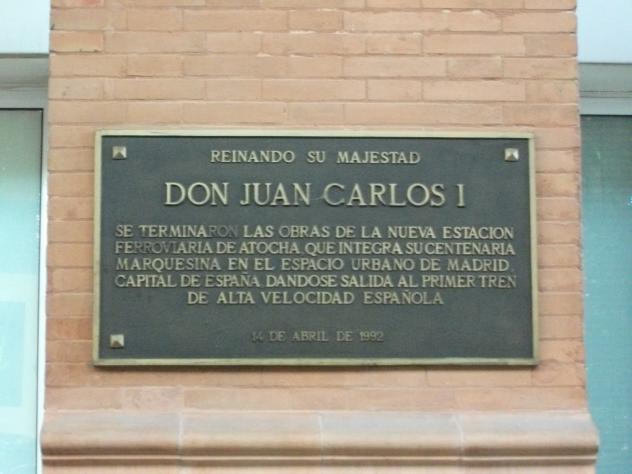 REINANDO SU MAJESTAD
DON JUAN CARLOS I
SE TERMINARON LAS OBRAS DE LA NUEVA ESTACION
FERROVIARIA DE ATOCHA, QUE INTEGRA SU CENTENARIA
MARQUESINA EN EL ESPACIO URBANO DE MADRID,
CAPITAL DE ESPAÑA, DANDOSE SALIDA AL PRIMER TREN
DE ALTA VELOCIDAD ESPAÑOLA
14 DE ABRIL DE 1992